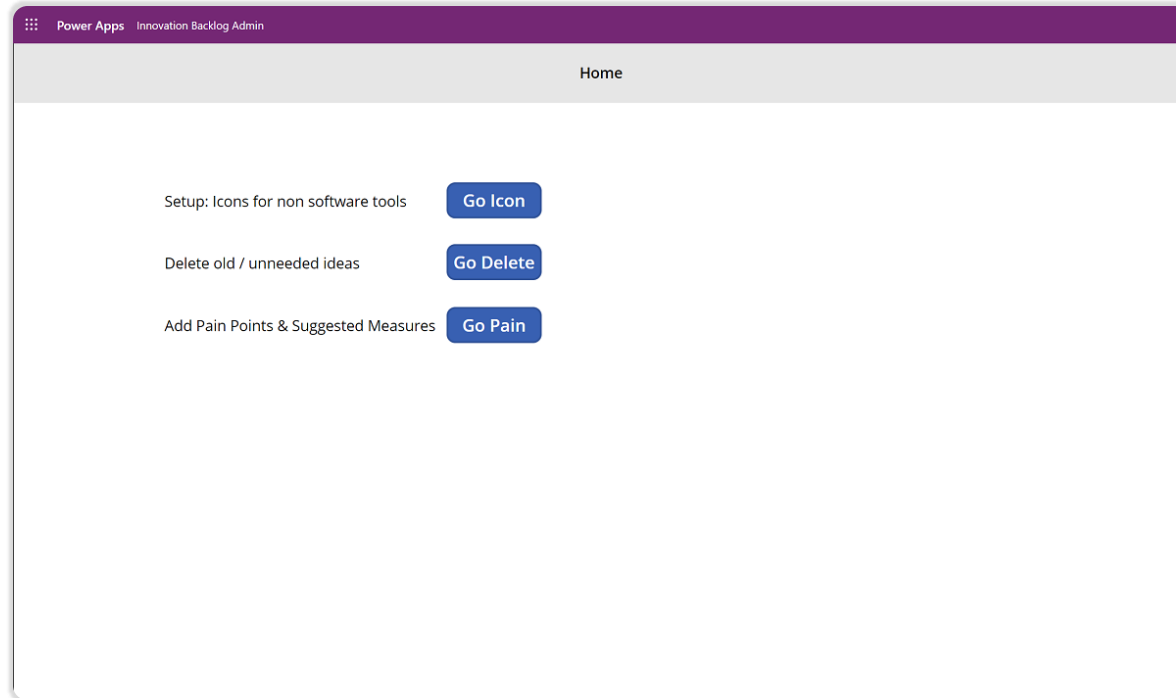 Power Apps Innovation Backlog Admin
Home
Setup: Icons for non software tools Go Icon
Delete old / unneeded ideas Go Delete
Add Pain Points & Suggested Measures Go Pain